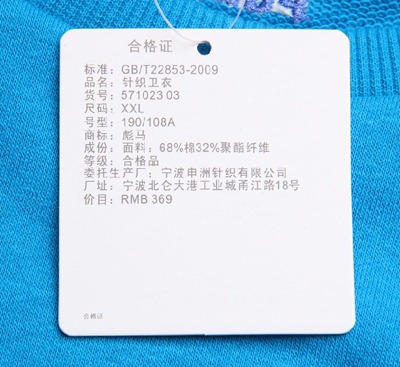 合格证
标准: GB/T22853-2009
品名: 针织卫衣
货号: 571023 03
尺码: XXL
号型: 190/108A
商标: 彪马
成份: 面料: 68%棉32%聚酯纤维
等级: 合格品
委托生产厂: 宁波申洲针织有限公司
厂址: 宁波北仑大港工业城甬江路18号
价目: RMB 369
合格证